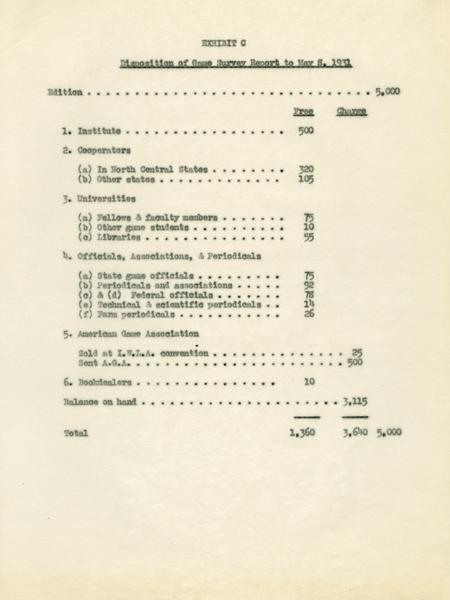 EXHIBIT C
Disposition of Game Survey Report to May 8, 1931
Edition . . . . . . . . . . . . . . . . . . . . . . . . . . . . . . 5,000
Free Charge
1. Institute . . . . . . . . . . . . . . . . . 500
2. Cooperators
(a) In North Central States . . . . . . . . 320
(b) Other states . . . . . . . . . . . . . 105
3. Universities
(a) Fellows & faculty members . . . . . . . 75
(b) Other game students . . . . . . . . . . 10
(c) Libraries . . . . . . . . . . . . . . . 55
4. Officials, Associations, & Periodicals
(a) State game officials . . . . . . . . . 75
(b) Periodicals and associations . . . . . 92
(c) & (d) Federal officials . . . . . . . 78
(e) Technical & scientific periodicals . . 14
(f) Farm periodicals . . . . . . . . . . . 26
5. American Game Association
Sold at I.W.L.A. convention . . . . . . . . . . . . . . 25
Sent A.G.A. . . . . . . . . . . . . . . . . . . . . . . 500
6. Bookdealers . . . . . . . . . . . . . . . 10
Balance on hand . . . . . . . . . . . . . . . . . . . . . 3,115
Total 1,360 3,640 5,000